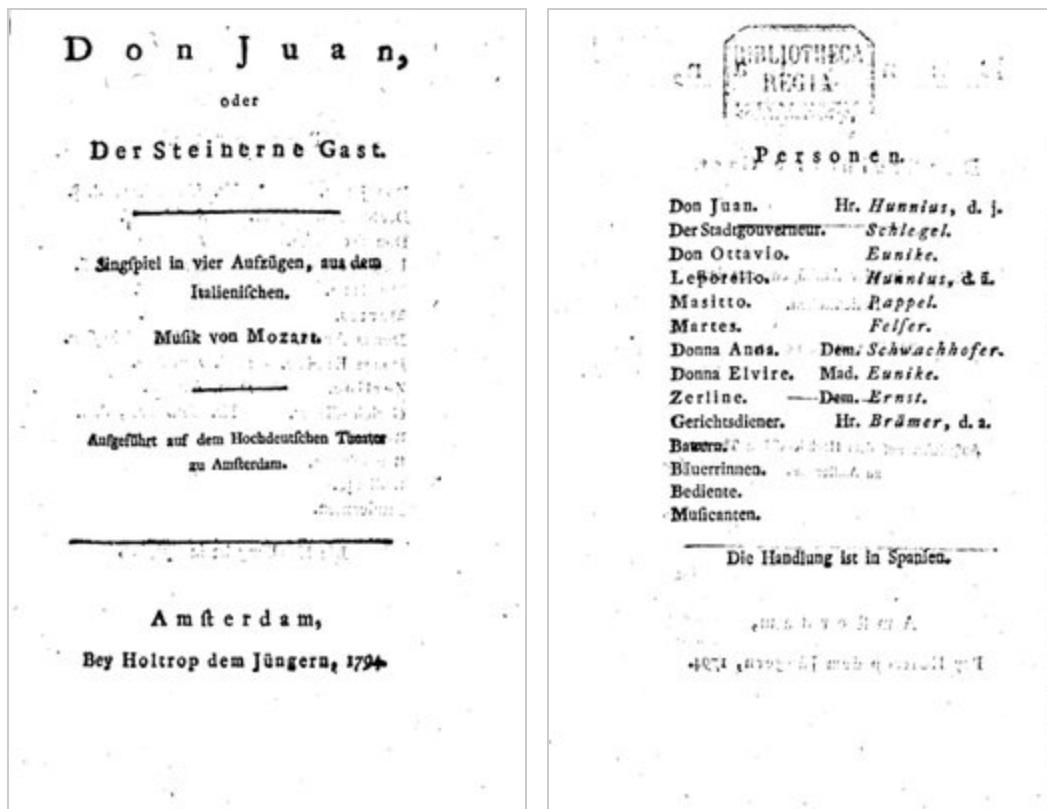 Don Juan,
oder
Der Steinerne Gast.
Singſpiel in vier Aufzügen, aus dem
Italieniſchen.
Muſik von Mozart.
Aufgeführt auf dem Hochdeutſchen Theater
zu Amſterdam.
Amſterdam,
Bey Holtrop dem Jüngern, 1794.
BIBLIOTHECA
REGIA
Perſonen.
Don Juan. Hr. Hunnius, d. j.
Der Stadtgouverneur. Schlegel.
Don Ottavio. Eunike.
Leporello. Hunnius, d. ä.
Maſitto. Rappel.
Martes. Felſer.
Donna Anna. Dem. Schwachhofer.
Donna Elvire. Mad. Eunike.
Zerline. Dem. Ernst.
Gerichtsdiener. Hr. Brämer, d. a.
Bauern.
Bäuerrinnen.
Bediente.
Muſicanten.
Die Handlung ist in Spanien.